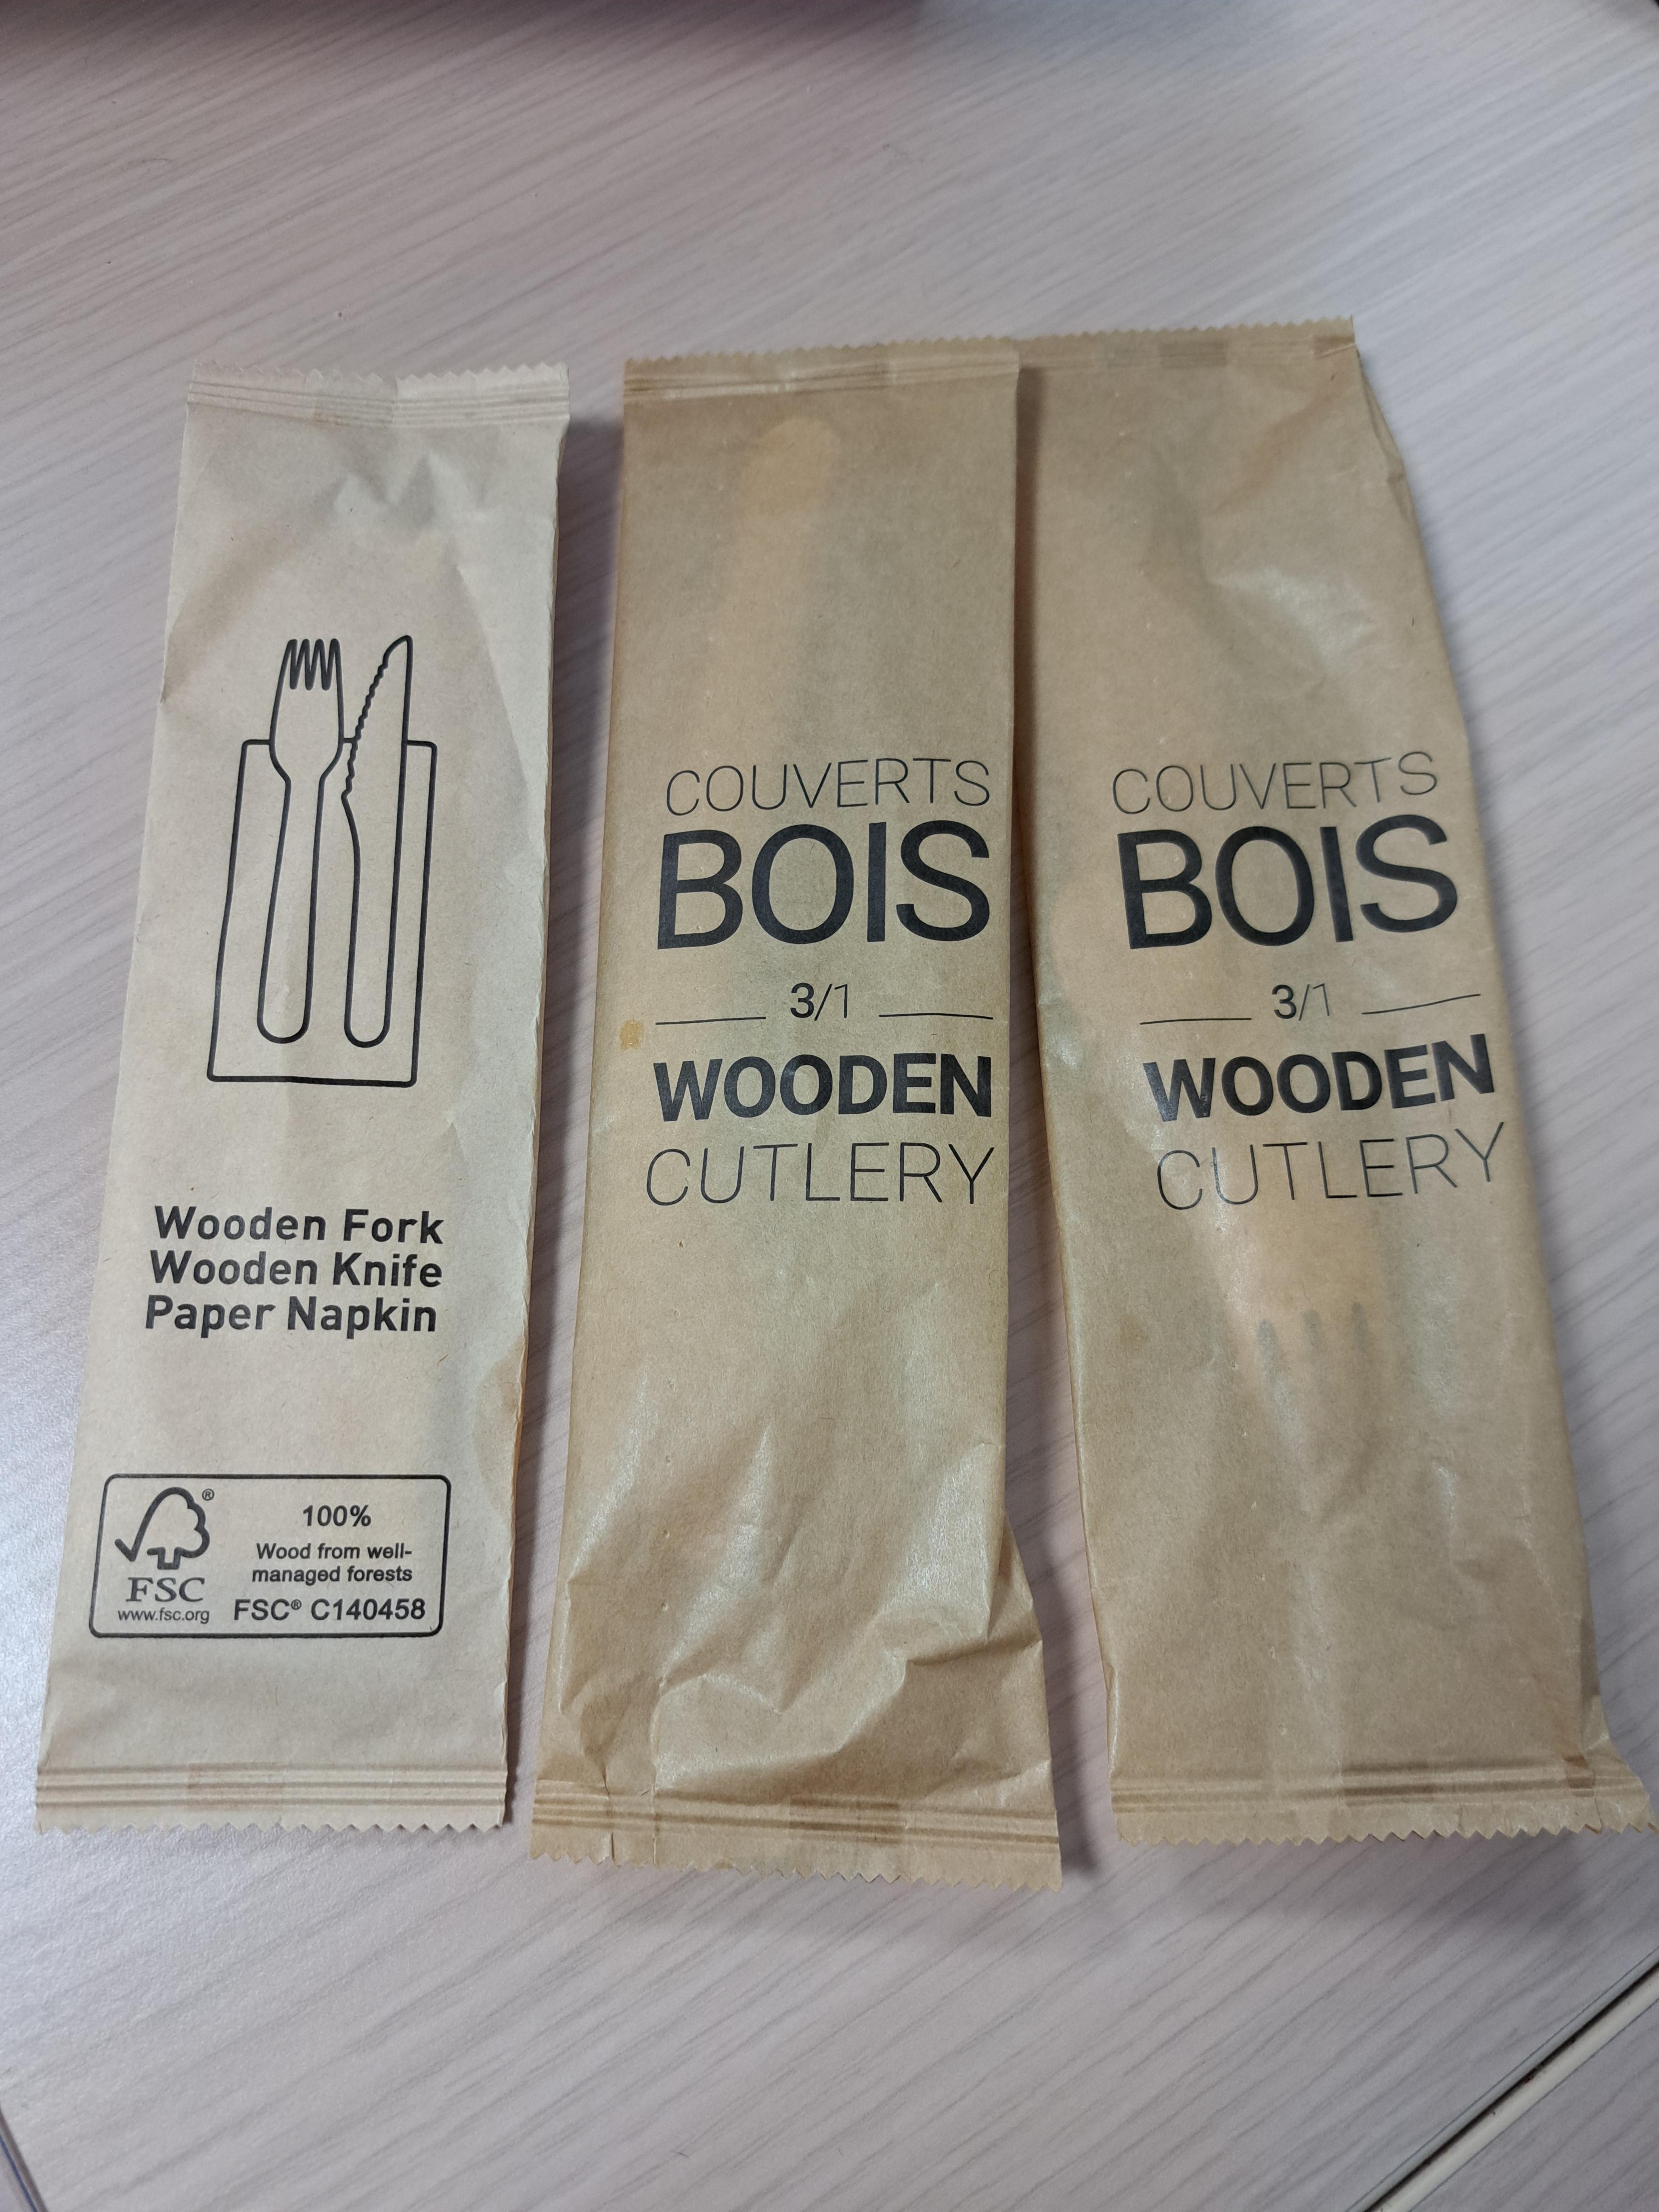 Wooden Fork
Wooden Knife
Paper Napkin
FSC®
www.fsc.org
100%
Wood from well-
managed forests
FSC® C140458
COUVERTS
BOIS
3/1
WOODEN
CUTLERY
COUVERTS
BOIS
3/1
WOODEN
CUTLERY